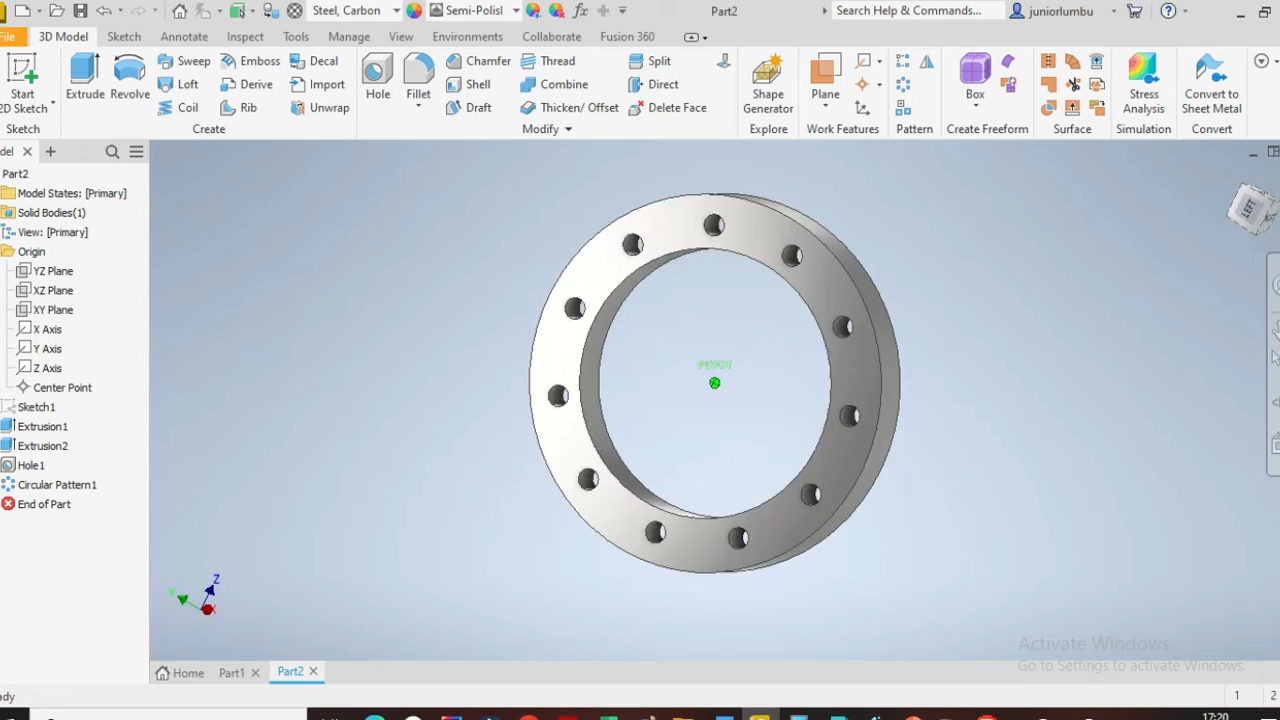 Steel, Carbon
Semi-Polisl
Part2
Search Help & Commands...
juniorlumbu
File
3D Model
Sketch
Annotate
Inspect
Tools
Manage
View
Environments
Collaborate
Fusion 360
Start
2D Sketch
Extrude
Revolve
Sweep
Emboss
Decal
Loft
Derive
Import
Coil
Rib
Unwrap
Hole
Fillet
Chamfer
Thread
Split
Shell
Combine
Direct
Draft
Thicken/ Offset
Delete Face
Shape
Generator
Plane
Box
Stress
Analysis
Convert to
Sheet Metal
Sketch
Create
Modify
Explore
Work Features
Pattern
Create Freeform
Surface
Simulation
Convert
del
Part2
Model States: [Primary]
Solid Bodies(1)
View: [Primary]
Origin
YZ Plane
XZ Plane
XY Plane
X Axis
Y Axis
Z Axis
Center Point
Sketch1
Extrusion1
Extrusion2
Hole1
Circular Pattern1
End of Part
LEFT
PIVOT
Z
Activate Windows
Go to Settings to activate Windows.
Home
Part1
Part2
ady
1
2
17:20